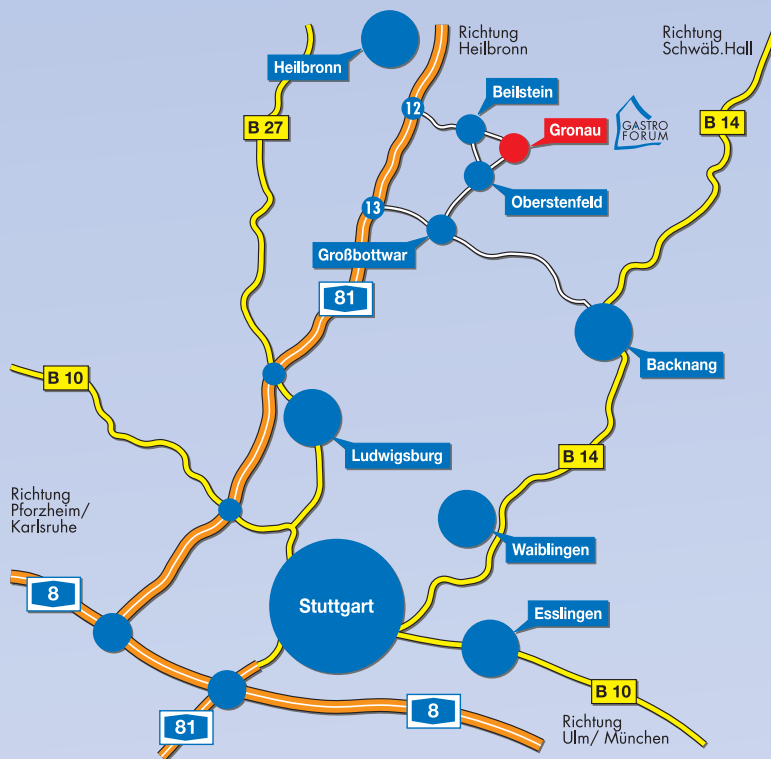 Richtung
Heilbronn
Richtung
Schwäb.Hall
Heilbronn
Beilstein
12
B 27
B 14
Gronau
GASTRO
FORUM
Oberstenfeld
13
Großbottwar
81
Backnang
B 10
Ludwigsburg
B 14
Richtung
Pforzheim/
Karlsruhe
Waiblingen
8
Stuttgart
Esslingen
B 10
8
81
Richtung
Ulm/ München